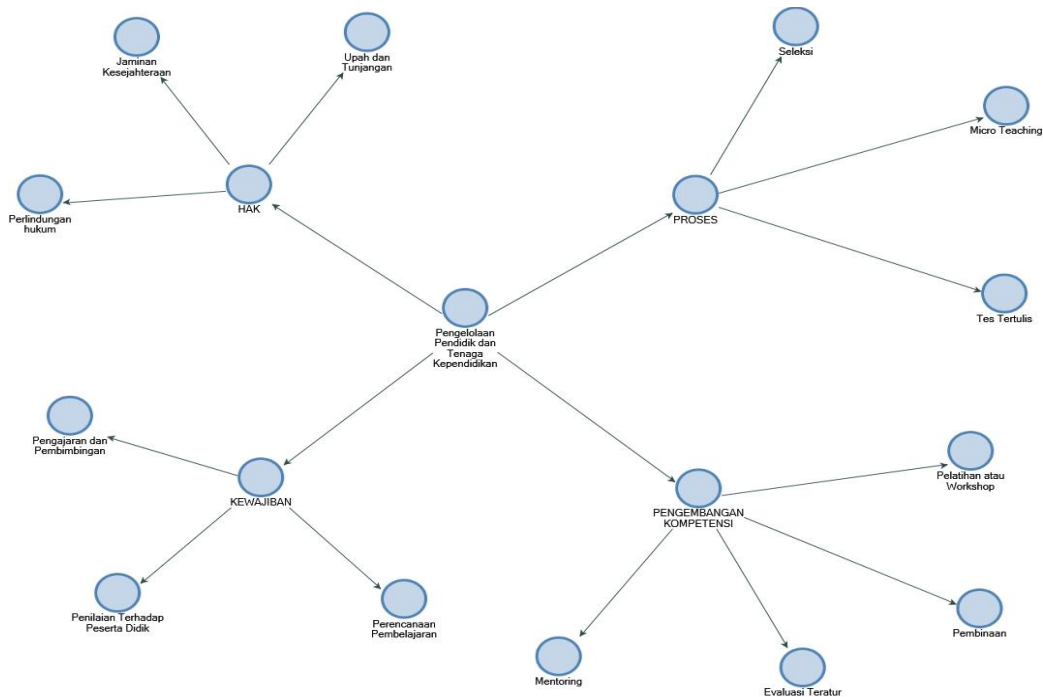 Jaminan
Kesejahteraan
Upah dan
Tunjangan
Perlindungan
hukum
HAK
Seleksi
Micro Teaching
PROSES
Tes Tertulis
Pengelolaan
Pendidik dan
Tenaga
Kependidikan
Pengajaran dan
Pembimbingan
KEWAJIBAN
Penilaian Terhadap
Peserta Didik
Perencanaan
Pembelajaran
PENGEMBANGAN
KOMPETENSI
Pelatihan atau
Workshop
Pembinaan
Mentoring
Evaluasi Teratur